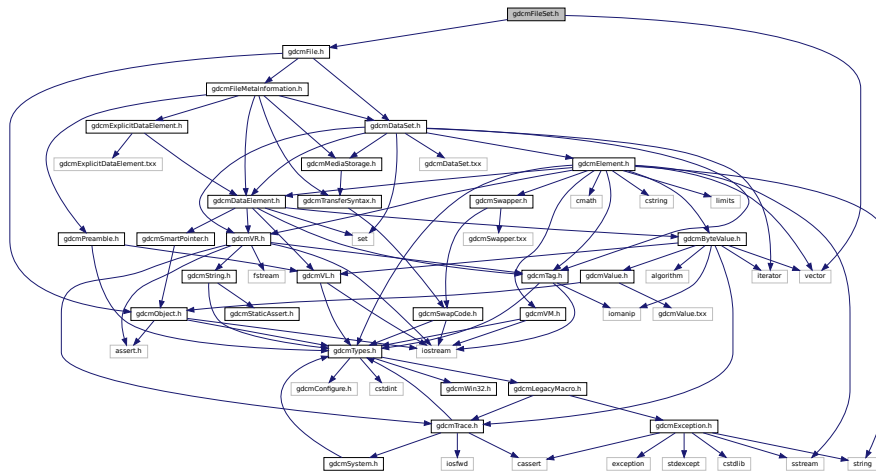 gdcmFileSet.h
gdcmFile.h
gdcmFileMetaInformation.h
gdcmExplicitDataElement.h
gdcmDataSet.h
gdcmExplicitDataElement.txx
gdcmMediaStorage.h
gdcmDataSet.txx
gdcmElement.h
gdcmDataElement.h
gdcmTransferSyntax.h
gdcmSwapper.h
cmath
cstring
limits
gdcmPreamble.h
gdcmSmartPointer.h
gdcmVR.h
set
gdcmSwapper.txx
gdcmByteValue.h
gdcmString.h
fstream
gdcmVL.h
gdcmTag.h
gdcmValue.h
algorithm
iterator
vector
gdcmObject.h
gdcmStaticAssert.h
gdcmSwapCode.h
gdcmVM.h
iomanip
gdcmValue.txx
assert.h
gdcmTypes.h
iostream
gdcmConfigure.h
cstdint
gdcmWin32.h
gdcmLegacyMacro.h
gdcmTrace.h
gdcmException.h
gdcmSystem.h
iosfwd
cassert
exception
stdexcept
cstdlib
sstream
string